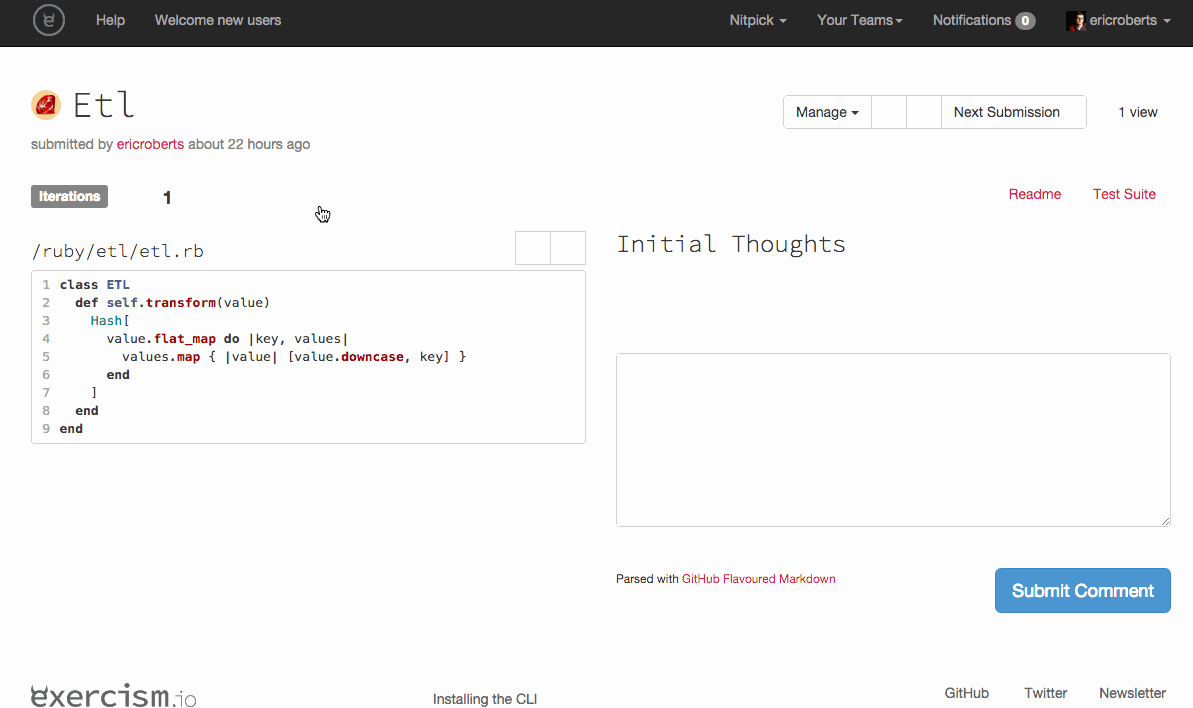 Help Welcome new users Nitpick Your Teams Notifications 0 ericroberts
Etl
Manage Next Submission 1 view
submitted by ericroberts about 22 hours ago
Iterations 1
Readme Test Suite
/ruby/etl/etl.rb
1 class ETL
2   def self.transform(value)
3     Hash[
4       value.flat_map do |key, values|
5         values.map { |value| [value.downcase, key] }
6       end
7     ]
8   end
9 end
Initial Thoughts
Parsed with GitHub Flavoured Markdown
Submit Comment
exercism.io
Installing the CLI
GitHub Twitter Newsletter